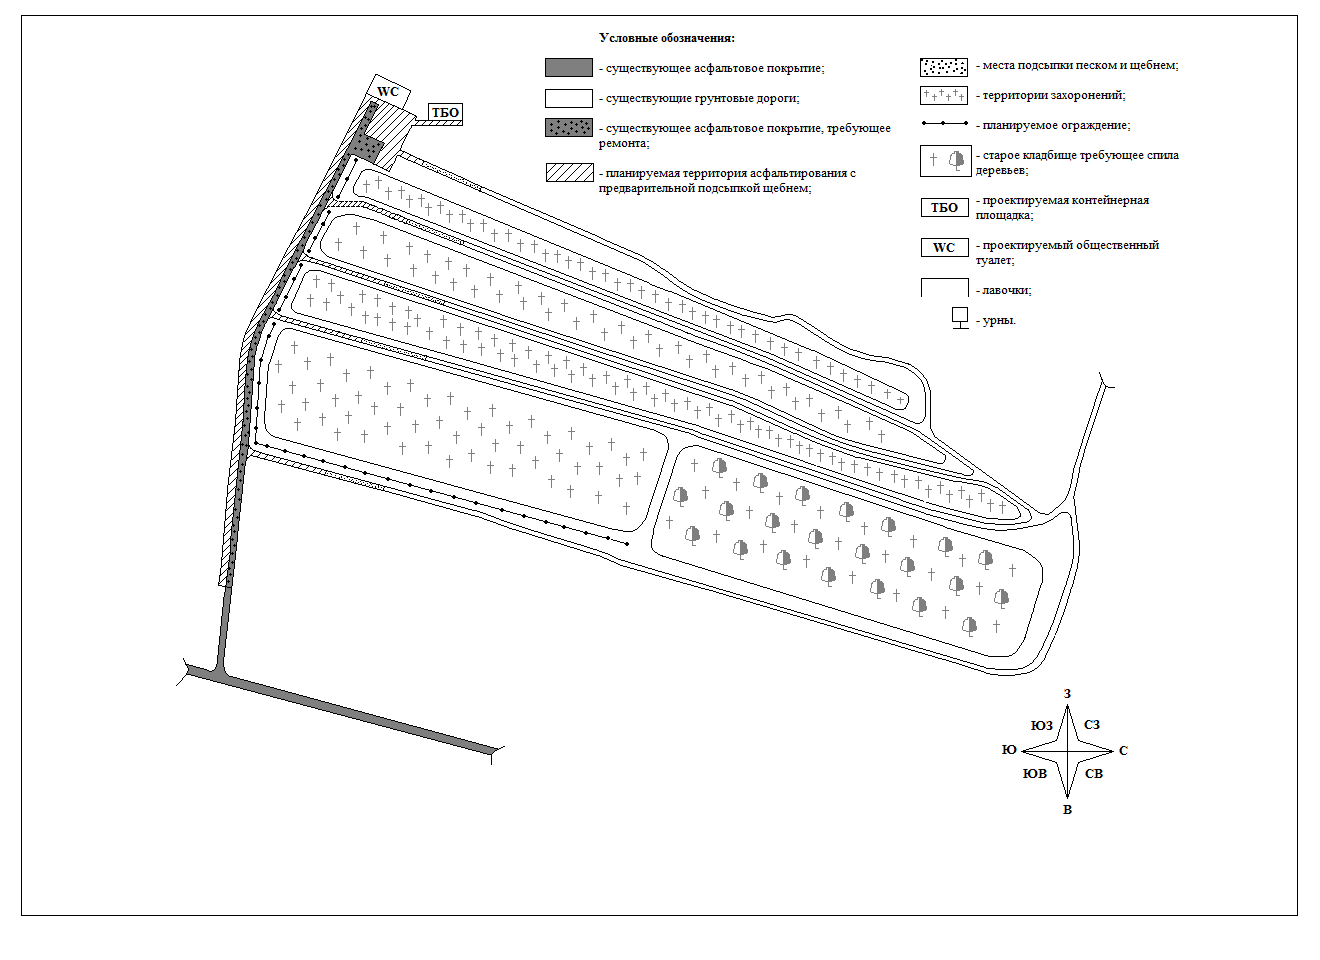 Условные обозначения:
- существующее асфальтовое покрытие;
- существующие грунтовые дороги;
- существующее асфальтовое покрытие, требующее
ремонта;
- планируемая территория асфальтирования с
предварительной подсыпкой щебнем;
- места подсыпки песком и щебнем;
- территории захоронений;
- планируемое ограждение;
- старое кладбище требующее спила
деревьев;
ТБО - проектируемая контейнерная
площадка;
WC - проектируемый общественный
туалет;
- лавочки;
- урны.
WC
ТБО
З
ЮЗ СЗ
Ю С
ЮВ СВ
В